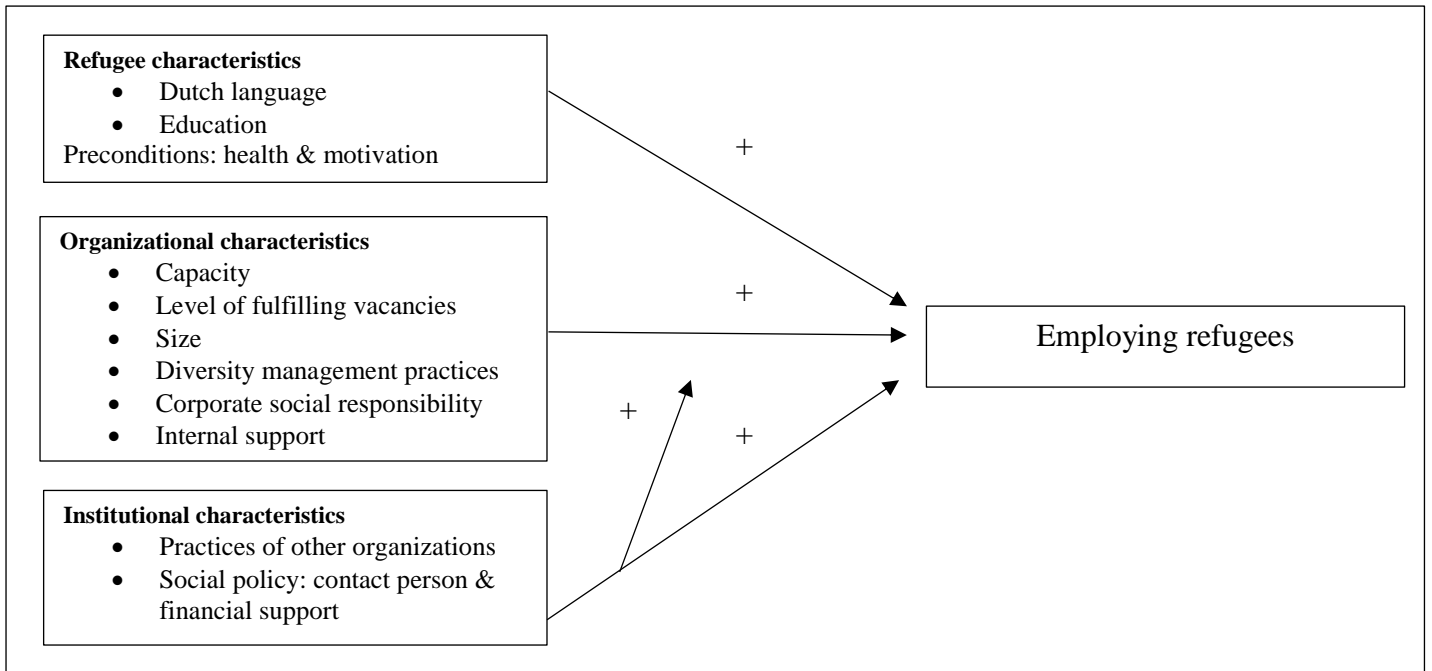 Refugee characteristics
• Dutch language
• Education
Preconditions: health & motivation
+
Organizational characteristics
• Capacity
• Level of fulfilling vacancies
• Size
• Diversity management practices
• Corporate social responsibility
• Internal support
+
Employing refugees
+
+
Institutional characteristics
• Practices of other organizations
• Social policy: contact person &
financial support